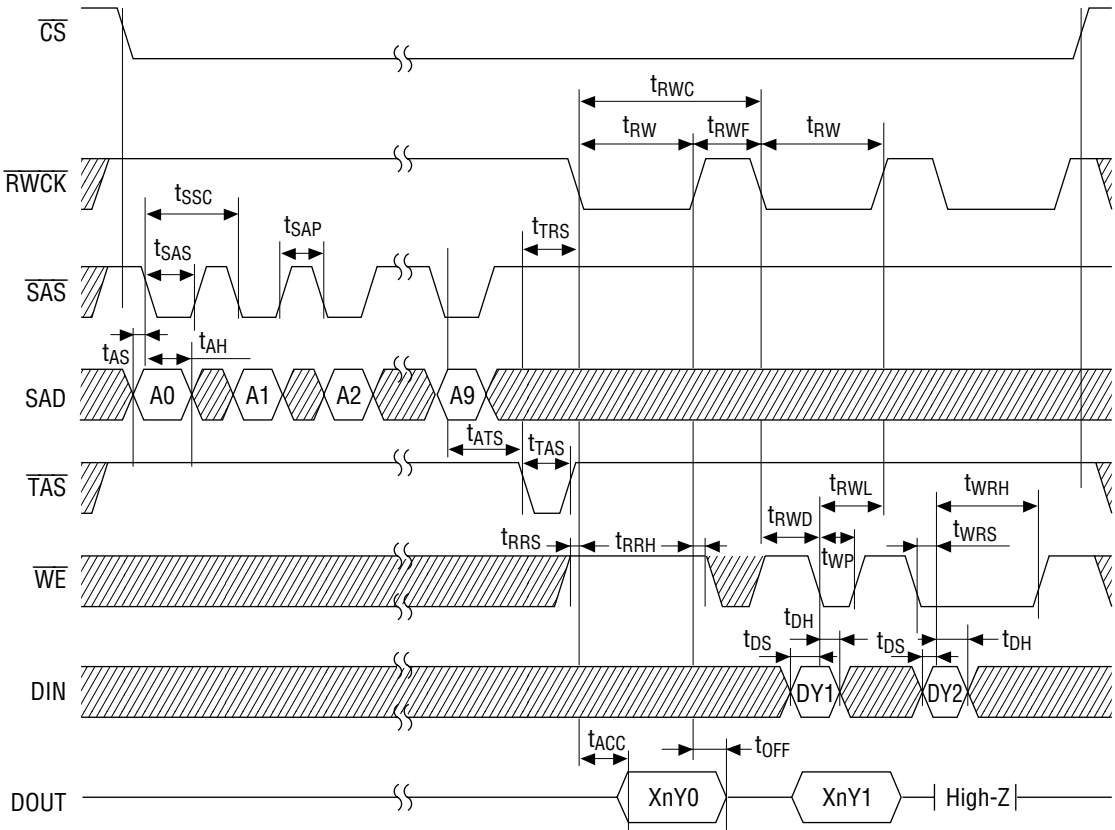 CS
tRWC
tRW tRWF tRW
RWCK
tSSC
tSAP
tSAS
tTRS
SAS
tAS tAH
SAD A0 A1 A2 A9
tATS tTAS
TAS
tRWL tWRH
tRWD
tRRS tRRH tWP tWRS
WE
tDH
tDS tDS tDH
DIN DY1 DY2
tACC tOFF
DOUT XnY0 XnY1 High-Z